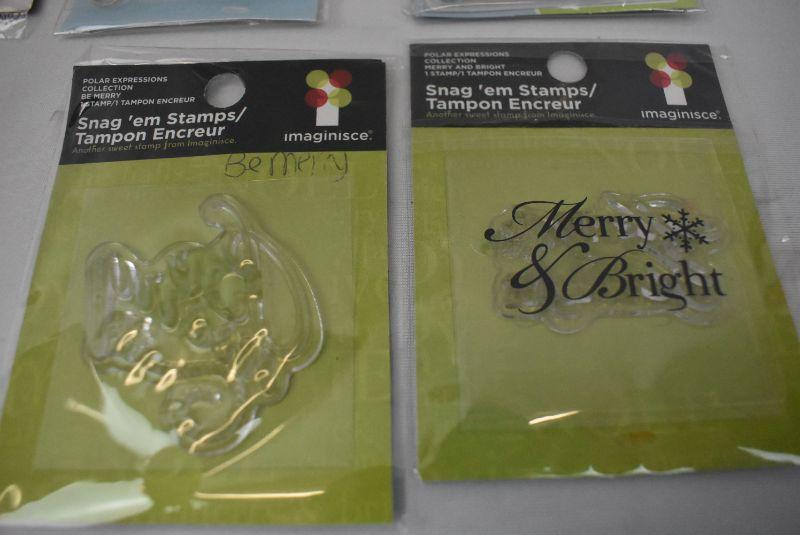 POLAR EXPRESSIONS
COLLECTION
BE MERRY
1 STAMP/1 TAMPON ENCREUR
Snag 'em Stamps/
Tampon Encreur
Another sweet stamp from Imaginisce.
imaginisce
Be Merry
POLAR EXPRESSIONS
COLLECTION
MERRY AND BRIGHT
1 STAMP/1 TAMPON ENCREUR
Snag 'em Stamps/
Tampon Encreur
Another sweet stamp from Imaginisce.
imaginisce
Merry
& Bright